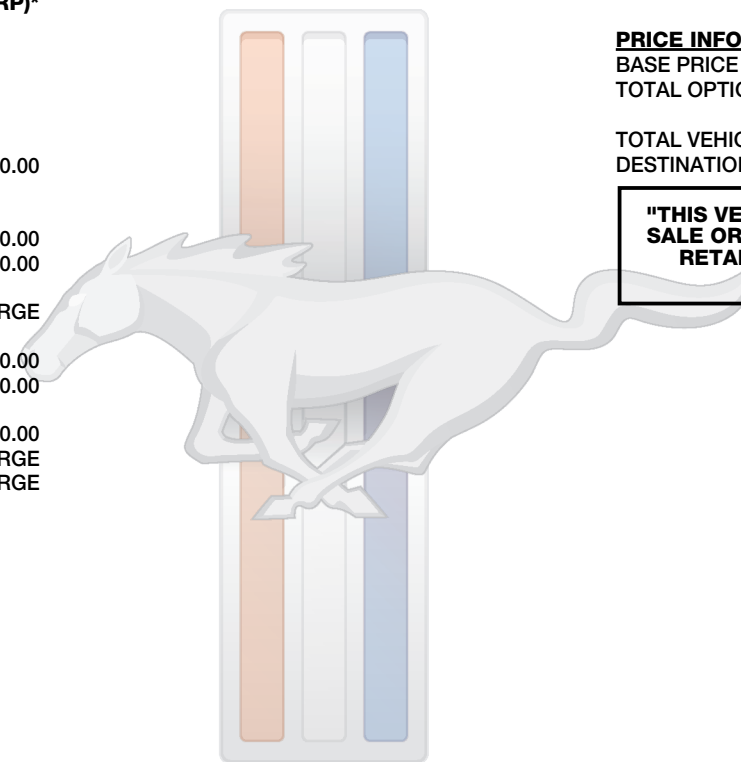 RP)*
0.00
0.00
0.00
RGE
0.00
0.00
0.00
RGE
RGE
PRICE INFO
BASE PRICE
TOTAL OPTIO
TOTAL VEHIC
DESTINATION
"THIS VE
SALE OR
RETAI